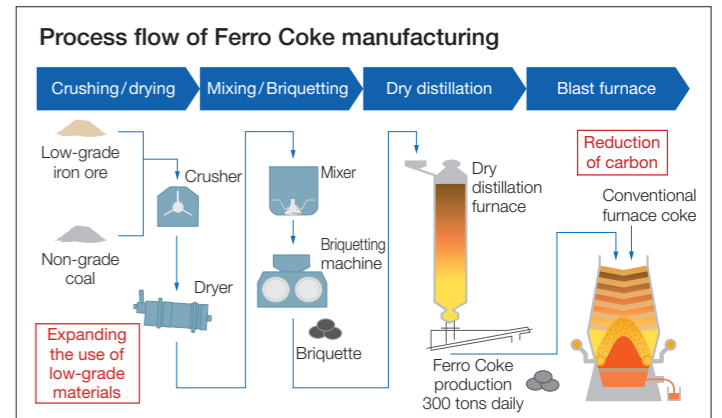 Process flow of Ferro Coke manufacturing
Crushing/drying
Mixing/Briquetting
Dry distillation
Blast furnace
Low-grade
iron ore
Crusher
Non-grade
coal
Dryer
Expanding
the use of
low-grade
materials
Mixer
Briquetting
machine
Briquette
Dry
distillation
furnace
Ferro Coke
production
300 tons daily
Reduction
of carbon
Conventional
furnace coke